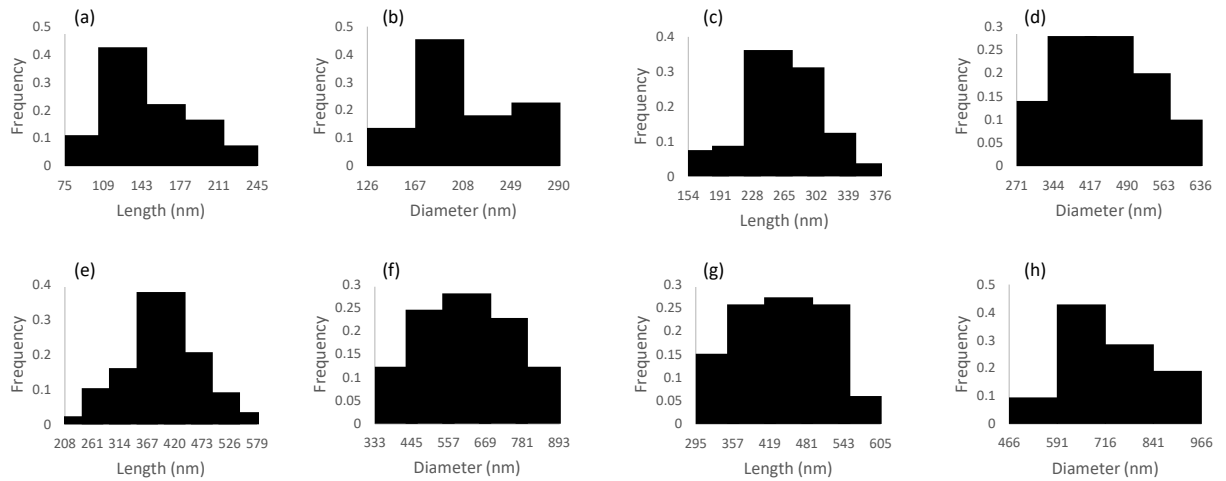 (a)
0.5
0.4
0.3
0.2
0.1
0
Frequency
75 109 143 177 211 245
Length (nm)
(b)
0.5
0.4
0.3
0.2
0.1
0
Frequency
126 167 208 249 290
Diameter (nm)
(c)
0.4
0.3
0.2
0.1
0
Frequency
154 191 228 265 302 339 376
Length (nm)
(d)
0.3
0.25
0.2
0.15
0.1
0.05
0
Frequency
271 344 417 490 563 636
Diameter (nm)
(e)
0.4
0.3
0.2
0.1
0
Frequency
208 261 314 367 420 473 526 579
Length (nm)
(f)
0.3
0.25
0.2
0.15
0.1
0.05
0
Frequency
333 445 557 669 781 893
Diameter (nm)
(g)
0.3
0.25
0.2
0.15
0.1
0.05
0
Frequency
295 357 419 481 543 605
Length (nm)
(h)
0.5
0.4
0.3
0.2
0.1
0
Frequency
466 591 716 841 966
Diameter (nm)